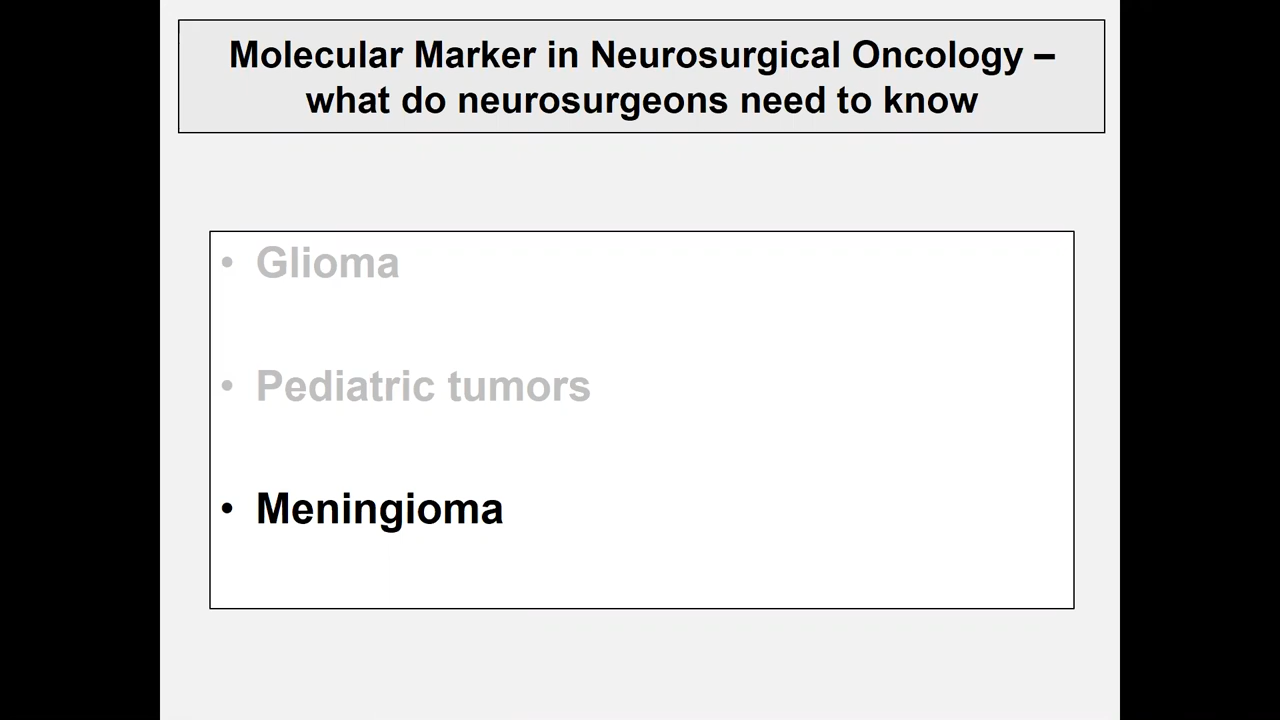 Molecular Marker in Neurosurgical Oncology –
what do neurosurgeons need to know
• Glioma
• Pediatric tumors
• Meningioma